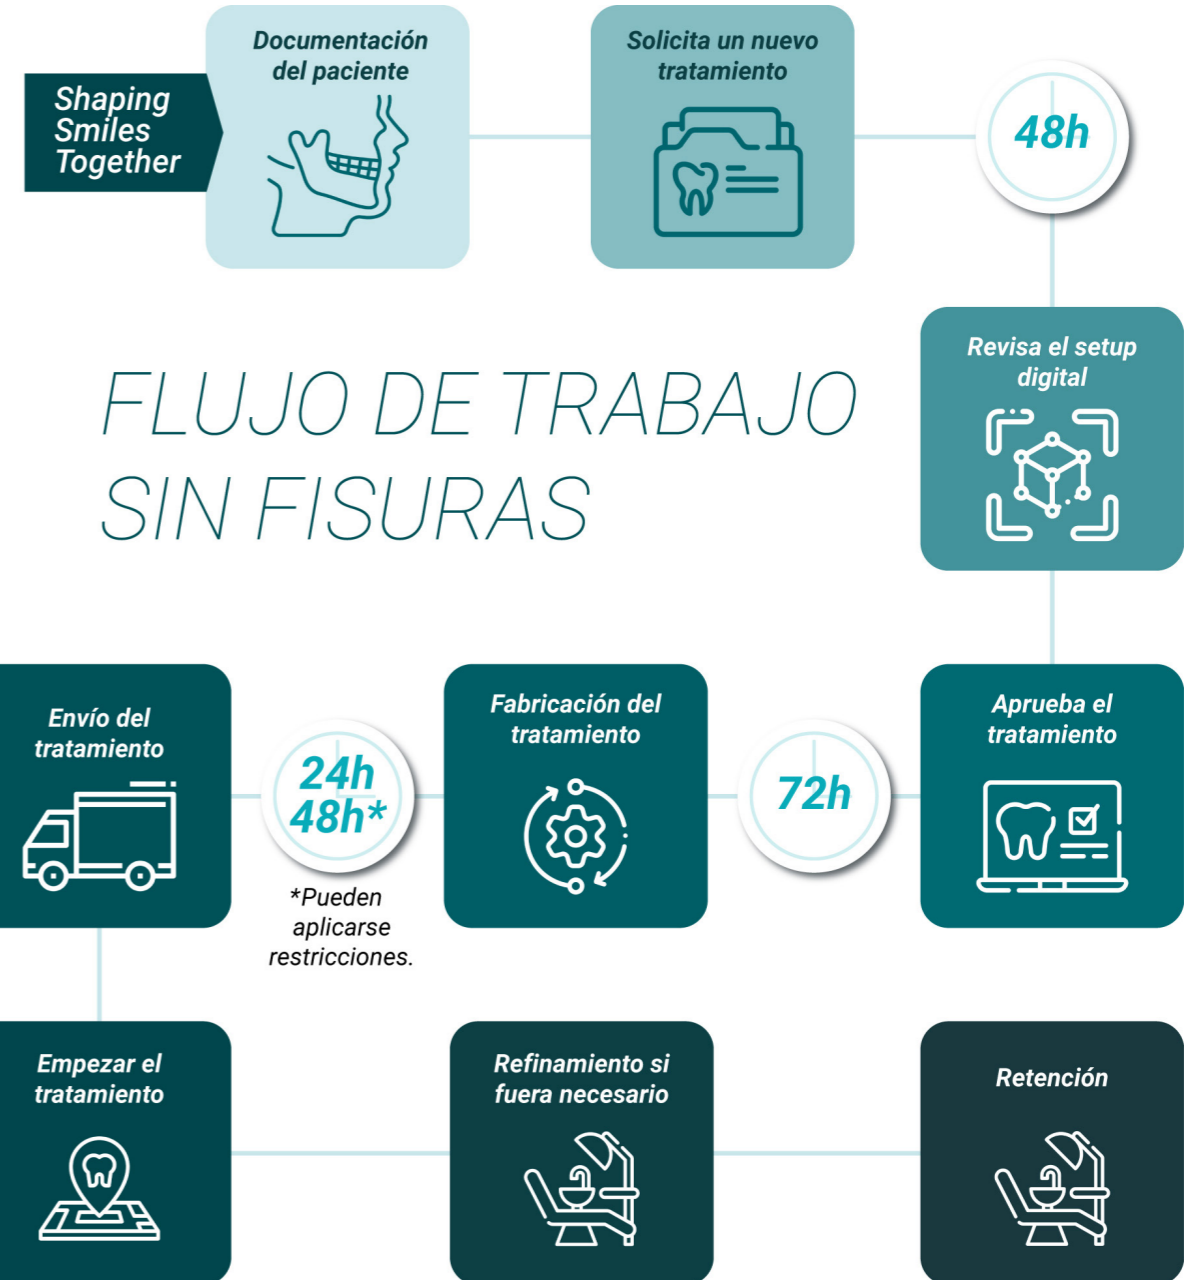 Shaping
Smiles
Together
Documentación
del paciente
Solicita un nuevo
tratamiento
48h
Revisa el setup
digital
FLUJO DE TRABAJO
SIN FISURAS
Aprueba el
tratamiento
72h
Fabricación del
tratamiento
24h
48h*
*Pueden
aplicarse
restricciones.
Envío del
tratamiento
Empezar el
tratamiento
Refinamiento si
fuera necesario
Retención